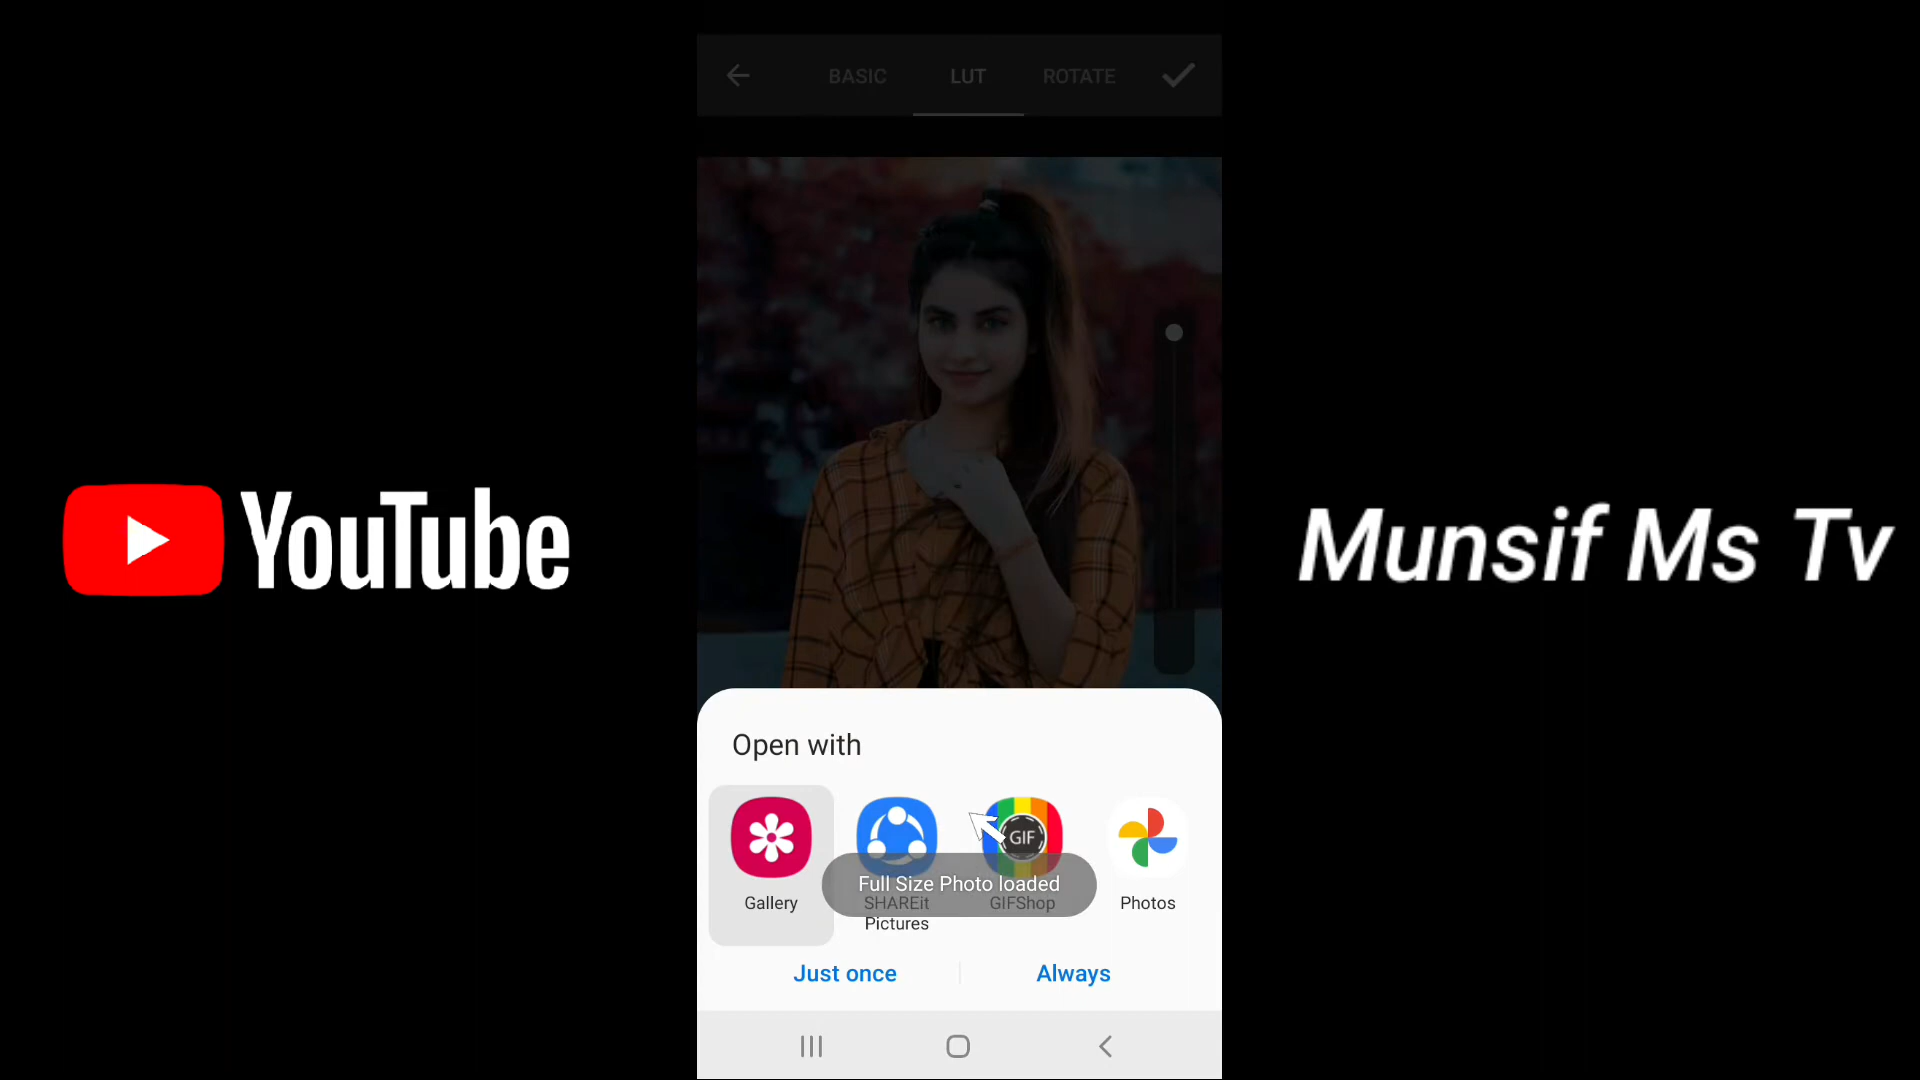 BASIC LUT ROTATE
YouTube
Munsif Ms Tv
Open with
GIF
Full Size Photo loaded
Gallery SHAREit GIFShop Photos
Pictures
Just once Always